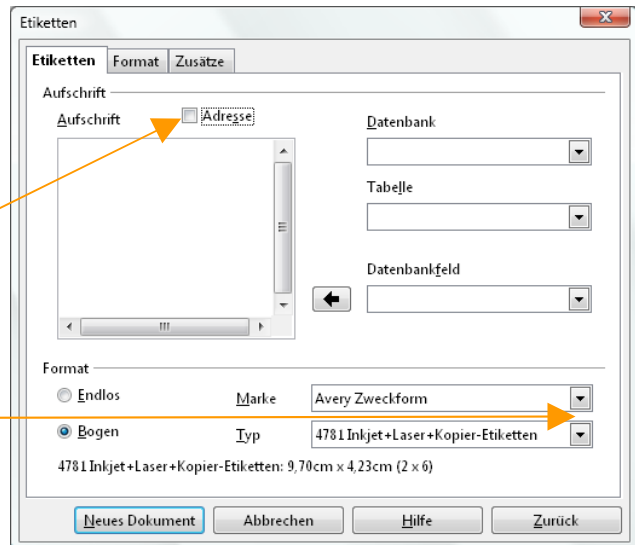 Etiketten
Etiketten Format Zusätze
Aufschrift
Aufschrift Adresse Datenbank
Tabelle
Datenbankfeld
Format
Endlos Marke Avery Zweckform
Bogen Typ 4781 Inkjet+Laser+Kopier-Etiketten
4781 Inkjet+Laser+Kopier-Etiketten: 9,70cm x 4,23cm (2 x 6)
Neues Dokument Abbrechen Hilfe Zurück